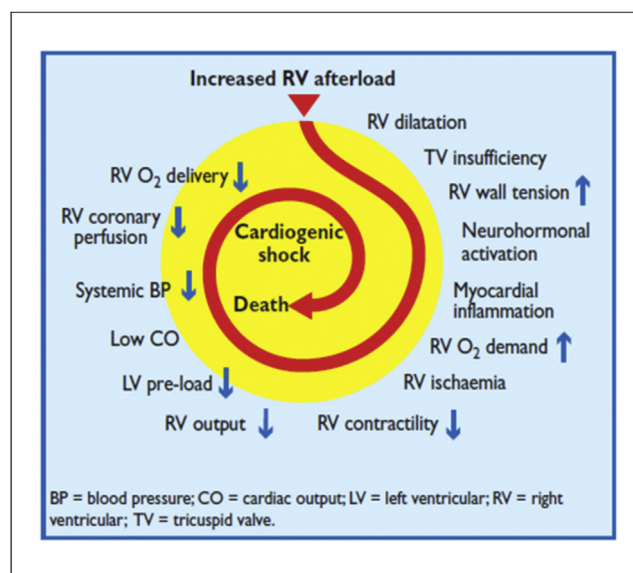 Increased RV afterload
RV dilatation
TV insufficiency
RV wall tension ↑
Neurohormonal
activation
Myocardial
inflammation
RV O₂ demand ↑
RV ischaemia
RV contractility ↓
RV output ↓
LV pre-load ↓
Low CO
Systemic BP ↓
RV coronary
perfusion ↓
RV O₂ delivery ↓
Cardiogenic
shock
Death
BP = blood pressure; CO = cardiac output; LV = left ventricular; RV = right
ventricular; TV = tricuspid valve.